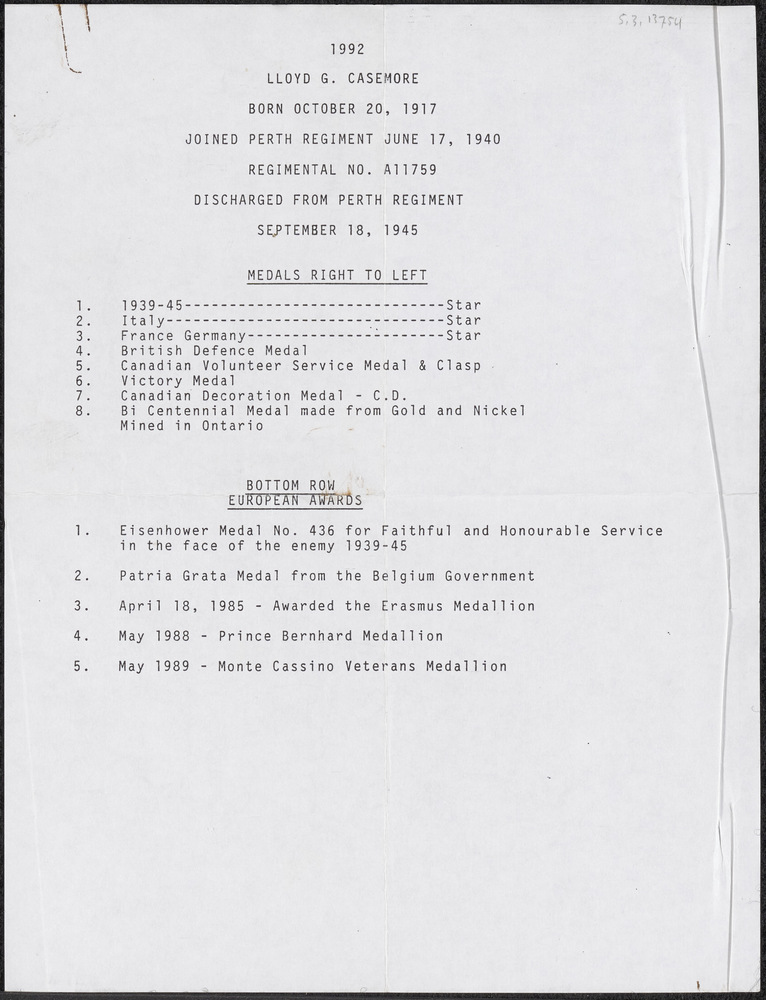 5.3.13754
1992
LLOYD G. CASEMORE
BORN OCTOBER 20, 1917
JOINED PERTH REGIMENT JUNE 17, 1940
REGIMENTAL NO. A11759
DISCHARGED FROM PERTH REGIMENT
SEPTEMBER 18, 1945
MEDALS RIGHT TO LEFT
1. 1939-45-----------------------------Star
2. Italy-------------------------------Star
3. France Germany----------------------Star
4. British Defence Medal
5. Canadian Volunteer Service Medal & Clasp
6. Victory Medal
7. Canadian Decoration Medal - C.D.
8. Bi Centennial Medal made from Gold and Nickel
Mined in Ontario
BOTTOM ROW
EUROPEAN AWARDS
1. Eisenhower Medal No. 436 for Faithful and Honourable Service
in the face of the enemy 1939-45
2. Patria Grata Medal from the Belgium Government
3. April 18, 1985 - Awarded the Erasmus Medallion
4. May 1988 - Prince Bernhard Medallion
5. May 1989 - Monte Cassino Veterans Medallion